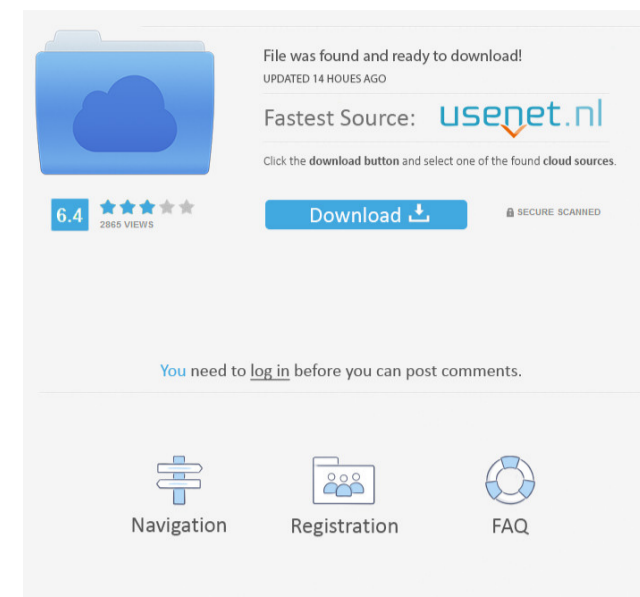 File was found and ready to download!
UPDATED 14 HOUES AGO
Fastest Source: usenet.nl
Click the download button and select one of the found cloud sources.
6.4
2865 VIEWS
Download
SECURE SCANNED
You need to log in before you can post comments.
Navigation
Registration
FAQ